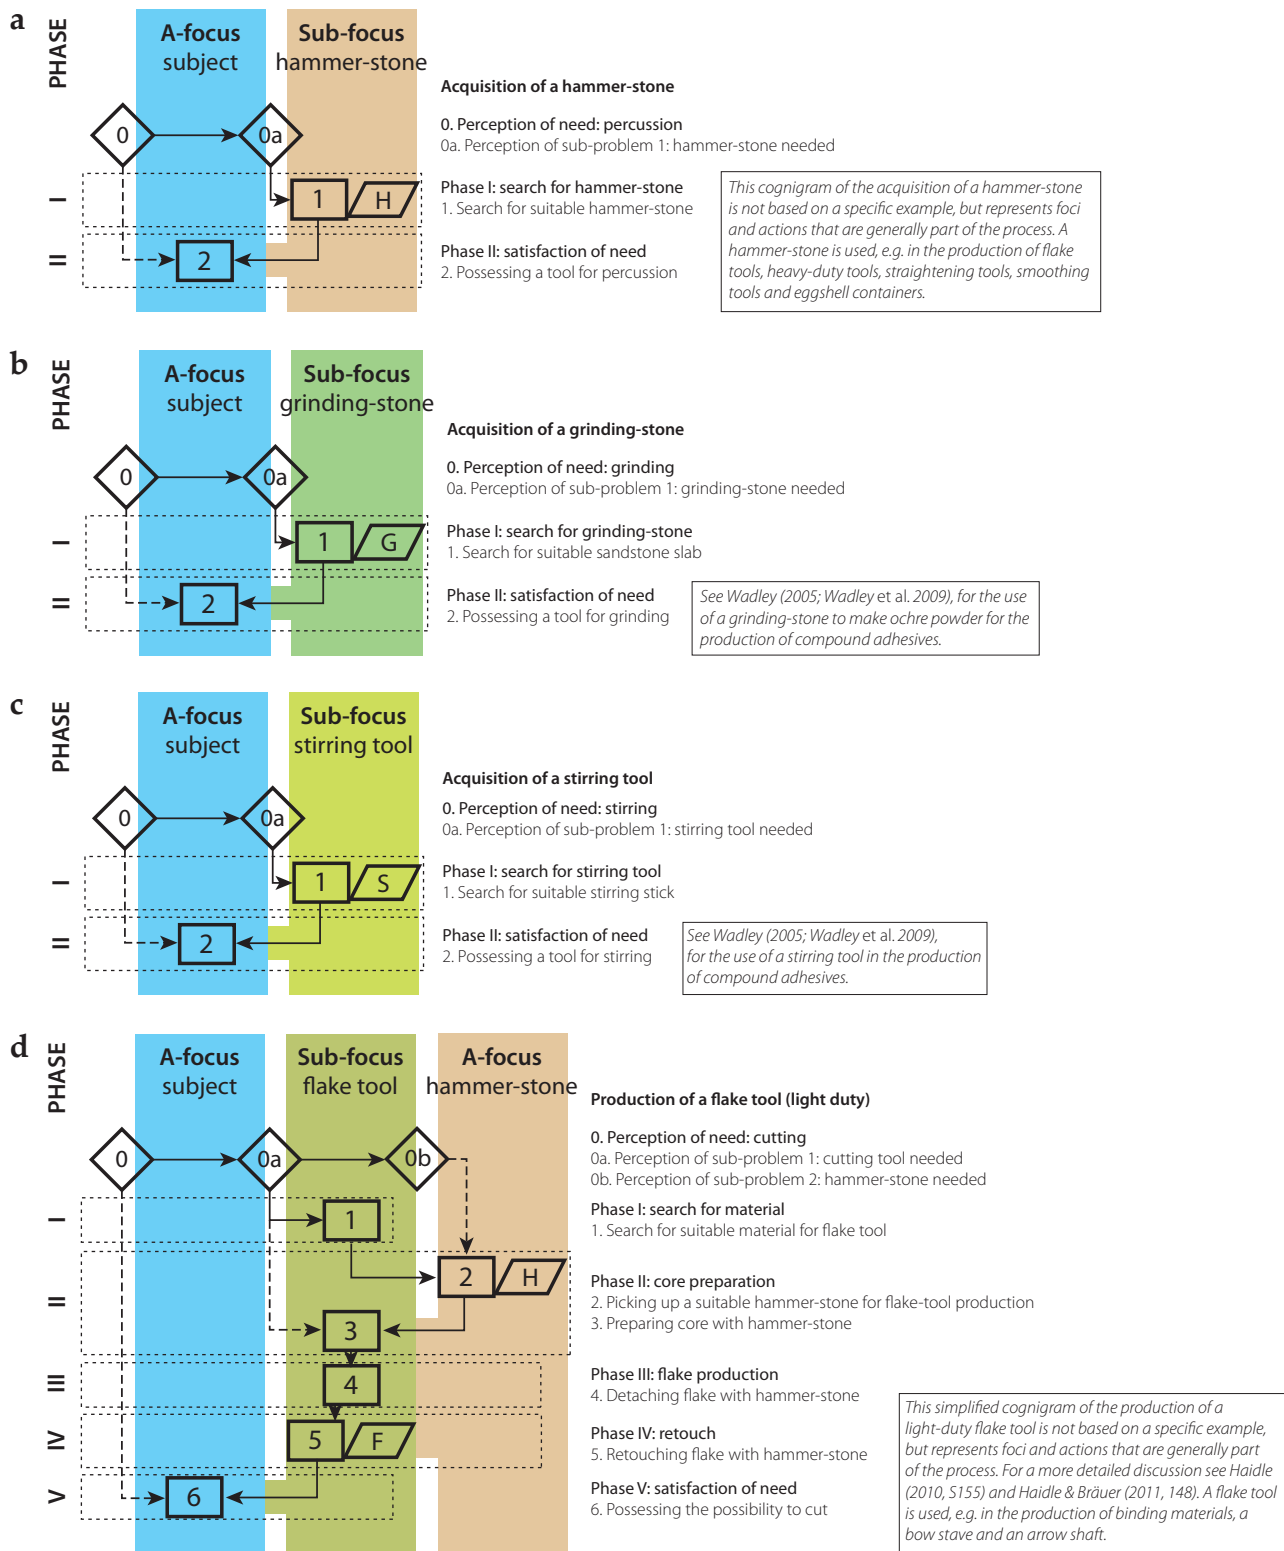 a
PHASE
A-focus
subject
Sub-focus
hammer-stone
0
0a
I
1
H
II
2
Acquisition of a hammer-stone
0. Perception of need: percussion
0a. Perception of sub-problem 1: hammer-stone needed
Phase I: search for hammer-stone
1. Search for suitable hammer-stone
Phase II: satisfaction of need
2. Possessing a tool for percussion
This cognigram of the acquisition of a hammer-stone
is not based on a specific example, but represents foci
and actions that are generally part of the process. A
hammer-stone is used, e.g. in the production of flake
tools, heavy-duty tools, straightening tools, smoothing
tools and eggshell containers.
b
PHASE
A-focus
subject
Sub-focus
grinding-stone
0
0a
I
1
G
II
2
Acquisition of a grinding-stone
0. Perception of need: grinding
0a. Perception of sub-problem 1: grinding-stone needed
Phase I: search for grinding-stone
1. Search for suitable sandstone slab
Phase II: satisfaction of need
2. Possessing a tool for grinding
See Wadley (2005; Wadley et al. 2009), for the use
of a grinding-stone to make ochre powder for the
production of compound adhesives.
c
PHASE
A-focus
subject
Sub-focus
stirring tool
0
0a
I
1
S
II
2
Acquisition of a stirring tool
0. Perception of need: stirring
0a. Perception of sub-problem 1: stirring tool needed
Phase I: search for stirring tool
1. Search for suitable stirring stick
Phase II: satisfaction of need
2. Possessing a tool for stirring
See Wadley (2005; Wadley et al. 2009),
for the use of a stirring tool in the production
of compound adhesives.
d
PHASE
A-focus
subject
Sub-focus
flake tool
A-focus
hammer-stone
0
0a
0b
I
1
II
2
H
3
III
4
IV
5
F
V
6
Production of a flake tool (light duty)
0. Perception of need: cutting
0a. Perception of sub-problem 1: cutting tool needed
0b. Perception of sub-problem 2: hammer-stone needed
Phase I: search for material
1. Search for suitable material for flake tool
Phase II: core preparation
2. Picking up a suitable hammer-stone for flake-tool production
3. Preparing core with hammer-stone
Phase III: flake production
4. Detaching flake with hammer-stone
Phase IV: retouch
5. Retouching flake with hammer-stone
Phase V: satisfaction of need
6. Possessing the possibility to cut
This simplified cognigram of the production of a
light-duty flake tool is not based on a specific example,
but represents foci and actions that are generally part
of the process. For a more detailed discussion see Haidle
(2010, S155) and Haidle & Bräuer (2011, 148). A flake tool
is used, e.g. in the production of binding materials, a
bow stave and an arrow shaft.